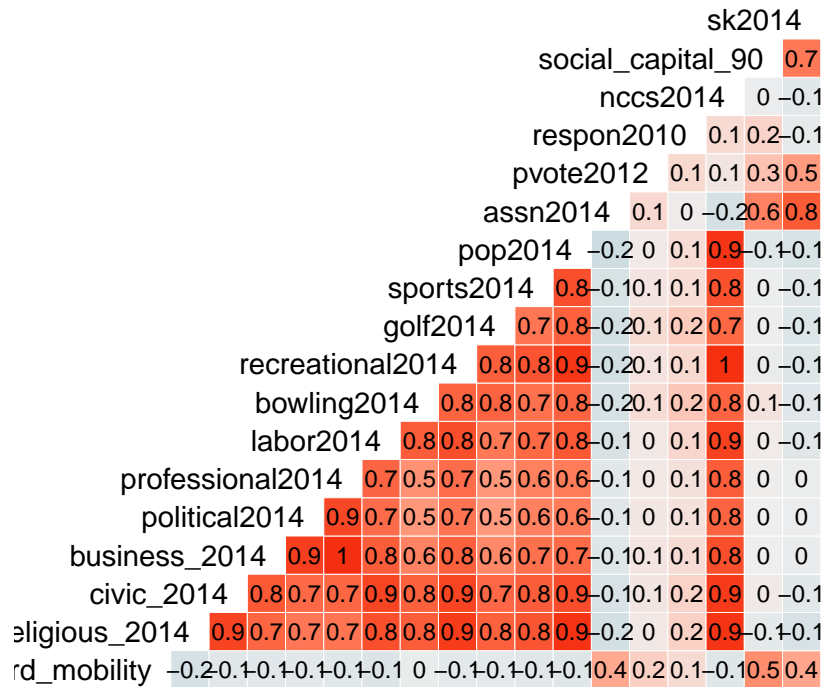 sk2014
social_capital_90 0.7
nccs2014 0 −0.1
respon2010 0.1 0.2 −0.1
pvote2012 0.1 0.1 0.3 0.5
assn2014 0.1 0 −0.2 0.6 0.8
pop2014 −0.2 0 0.1 0.9 −0.1 −0.1
sports2014 0.8 −0.1 0.1 0.1 0.8 0 −0.1
golf2014 0.7 0.8 −0.2 0.1 0.2 0.7 0 −0.1
recreational2014 0.8 0.8 0.9 −0.2 0.1 0.1 1 0 −0.1
bowling2014 0.8 0.8 0.7 0.8 −0.2 0.1 0.2 0.8 0.1 −0.1
labor2014 0.8 0.8 0.7 0.7 0.8 −0.1 0 0.1 0.9 0 −0.1
professional2014 0.7 0.5 0.7 0.5 0.6 0.6 −0.1 0 0.1 0.8 0 0
political2014 0.9 0.7 0.5 0.7 0.5 0.6 0.6 −0.1 0 0.1 0.8 0 0
business_2014 0.9 1 0.8 0.6 0.8 0.6 0.7 0.7 −0.1 0.1 0.1 0.8 0 0
civic_2014 0.8 0.7 0.7 0.9 0.8 0.9 0.7 0.8 0.9 −0.1 0.1 0.2 0.9 0 −0.1
eligious_2014 0.9 0.7 0.7 0.7 0.8 0.8 0.9 0.8 0.8 0.9 −0.2 0 0.2 0.9 −0.1 −0.1
rd_mobility −0.2 −0.1 −0.1 −0.1 −0.1 −0.1 0 −0.1 −0.1 −0.1 −0.1 0.4 0.2 0.1 −0.1 0.5 0.4